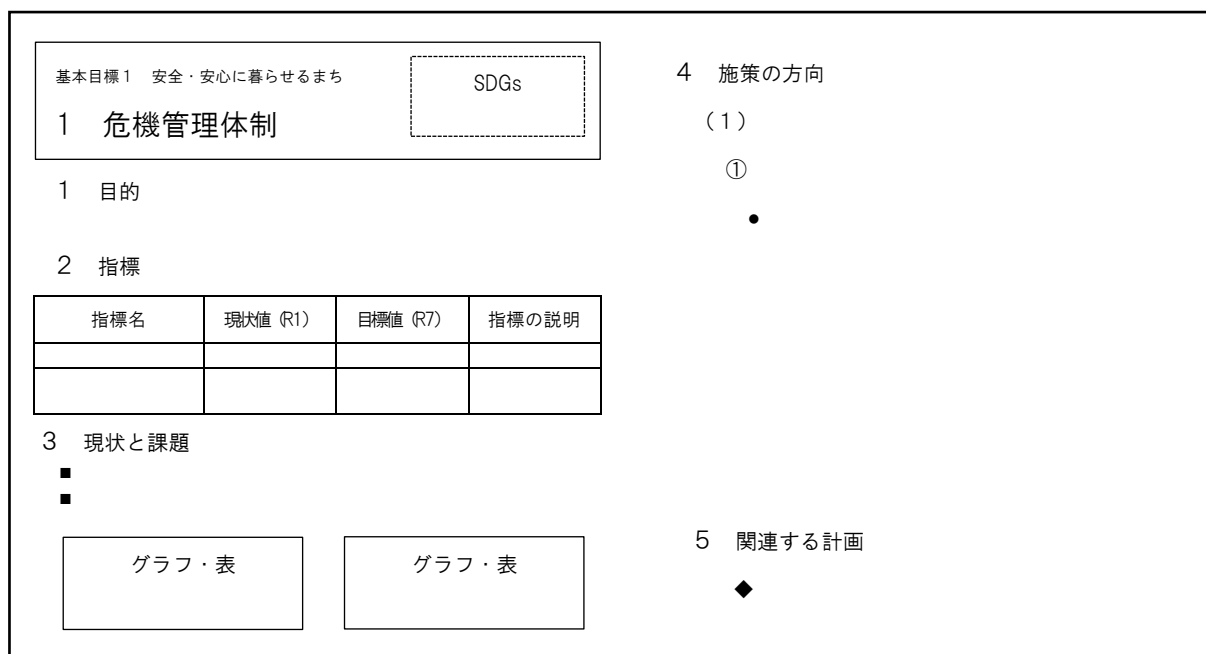 基本目標1 安全・安心に暮らせるまち
SDGs
1 危機管理体制
1 目的
2 指標
指標名 現状値（R1） 目標値（R7） 指標の説明
3 現状と課題
■
■
グラフ・表 グラフ・表
4 施策の方向
（1）
①
●
5 関連する計画
◆